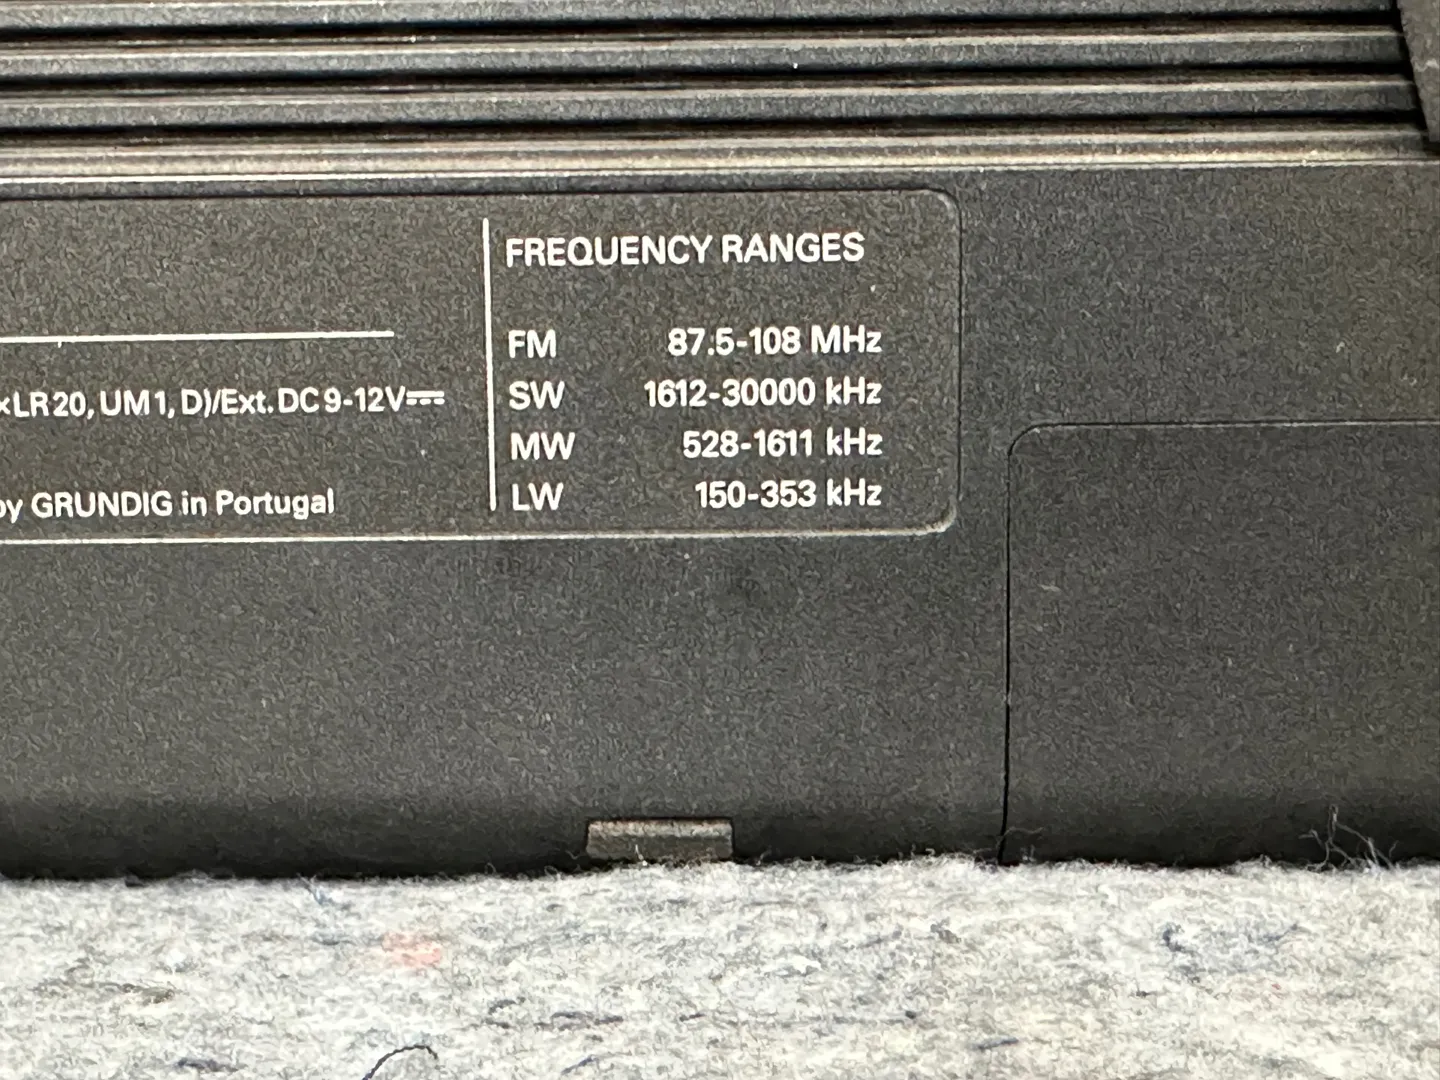 ×LR20, UM1, D)/Ext. DC 9-12V⎓
by GRUNDIG in Portugal
FREQUENCY RANGES
FM 87.5-108 MHz
SW 1612-30000 kHz
MW 528-1611 kHz
LW 150-353 kHz